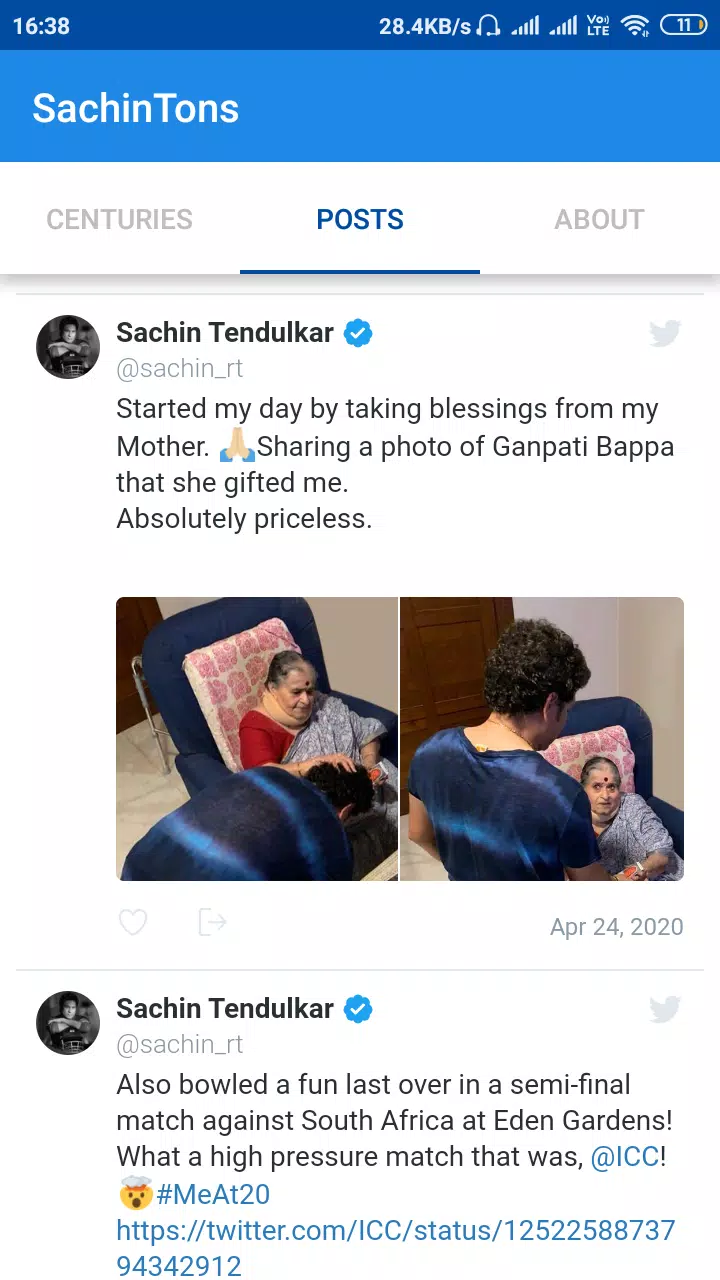 16:38 28.4KB/s Vo) LTE 11
SachinTons
CENTURIES POSTS ABOUT
Sachin Tendulkar
@sachin_rt
Started my day by taking blessings from my
Mother. 🙏🏼Sharing a photo of Ganpati Bappa
that she gifted me.
Absolutely priceless.
Apr 24, 2020
Sachin Tendulkar
@sachin_rt
Also bowled a fun last over in a semi-final
match against South Africa at Eden Gardens!
What a high pressure match that was, @ICC!
🤯#MeAt20
https://twitter.com/ICC/status/12522588737
94342912